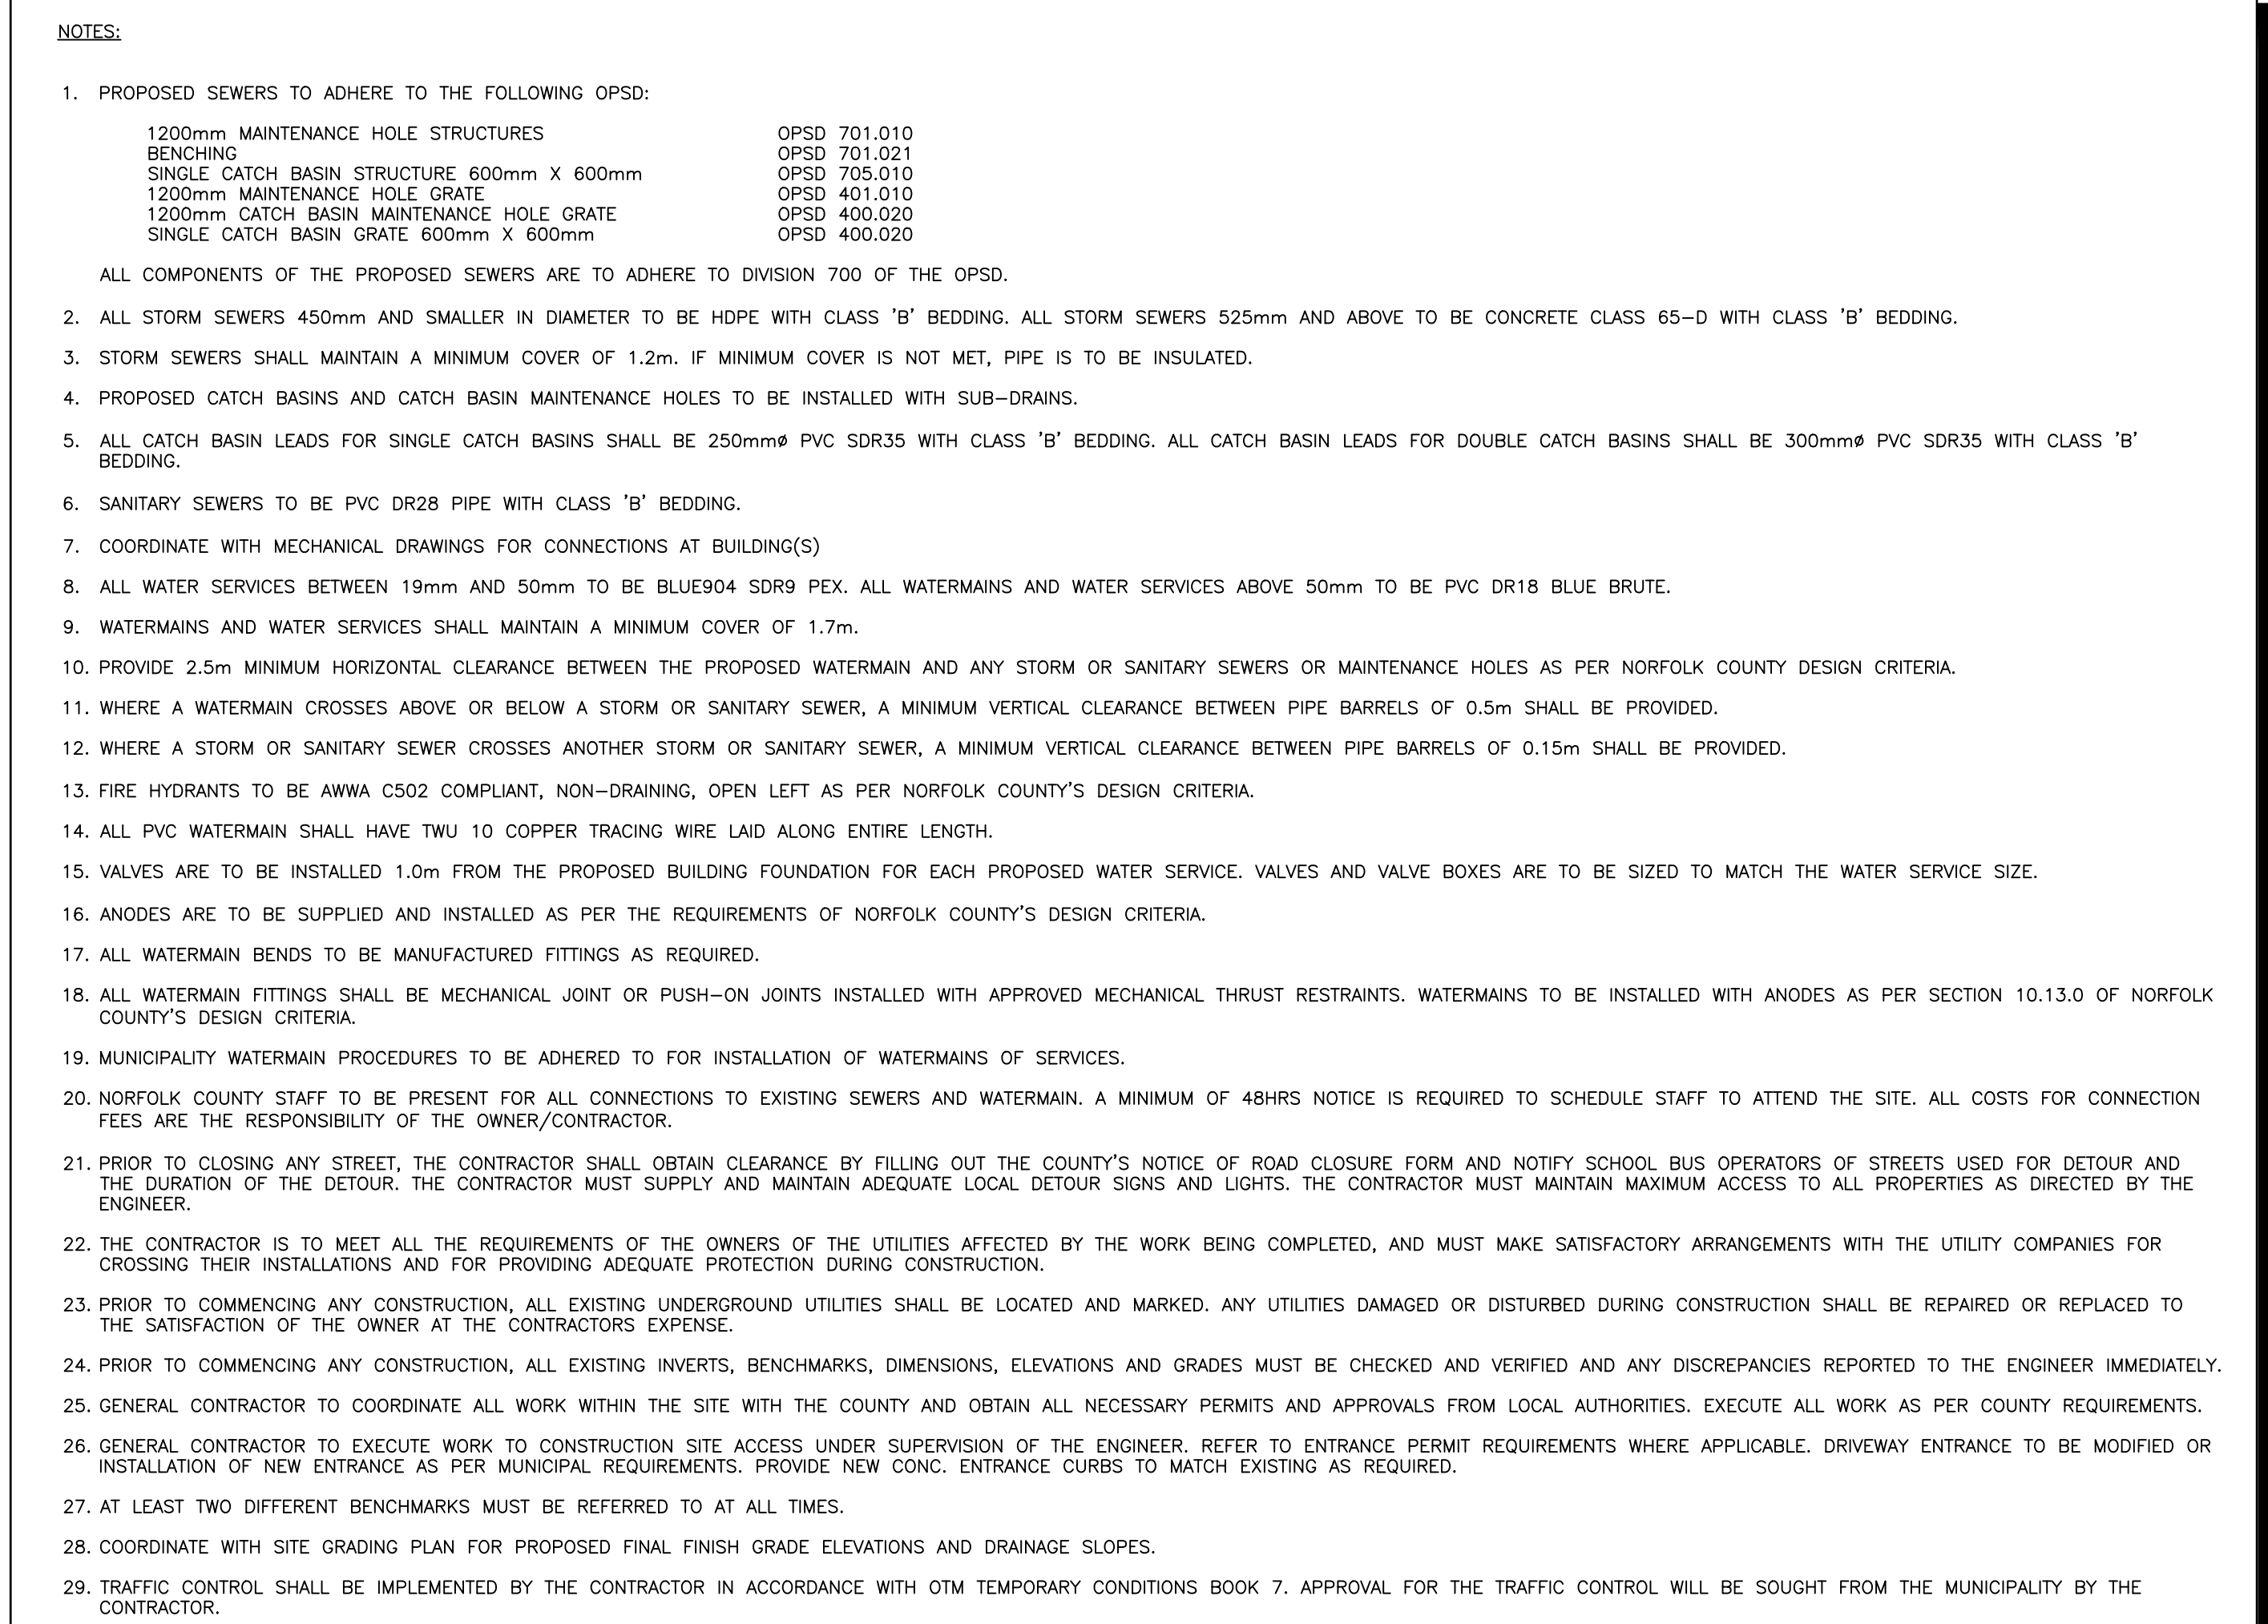 NOTES:
1. PROPOSED SEWERS TO ADHERE TO THE FOLLOWING OPSD:
1200mm MAINTENANCE HOLE STRUCTURES OPSD 701.010
BENCHING OPSD 701.021
SINGLE CATCH BASIN STRUCTURE 600mm X 600mm OPSD 705.010
1200mm MAINTENANCE HOLE GRATE OPSD 401.010
1200mm CATCH BASIN MAINTENANCE HOLE GRATE OPSD 400.020
SINGLE CATCH BASIN GRATE 600mm X 600mm OPSD 400.020
ALL COMPONENTS OF THE PROPOSED SEWERS ARE TO ADHERE TO DIVISION 700 OF THE OPSD.
2. ALL STORM SEWERS 450mm AND SMALLER IN DIAMETER TO BE HDPE WITH CLASS 'B' BEDDING. ALL STORM SEWERS 525mm AND ABOVE TO BE CONCRETE CLASS 65-D WITH CLASS 'B' BEDDING.
3. STORM SEWERS SHALL MAINTAIN A MINIMUM COVER OF 1.2m. IF MINIMUM COVER IS NOT MET, PIPE IS TO BE INSULATED.
4. PROPOSED CATCH BASINS AND CATCH BASIN MAINTENANCE HOLES TO BE INSTALLED WITH SUB-DRAINS.
5. ALL CATCH BASIN LEADS FOR SINGLE CATCH BASINS SHALL BE 250mmø PVC SDR35 WITH CLASS 'B' BEDDING. ALL CATCH BASIN LEADS FOR DOUBLE CATCH BASINS SHALL BE 300mmø PVC SDR35 WITH CLASS 'B'
BEDDING.
6. SANITARY SEWERS TO BE PVC DR28 PIPE WITH CLASS 'B' BEDDING.
7. COORDINATE WITH MECHANICAL DRAWINGS FOR CONNECTIONS AT BUILDING(S)
8. ALL WATER SERVICES BETWEEN 19mm AND 50mm TO BE BLUE904 SDR9 PEX. ALL WATERMAINS AND WATER SERVICES ABOVE 50mm TO BE PVC DR18 BLUE BRUTE.
9. WATERMAINS AND WATER SERVICES SHALL MAINTAIN A MINIMUM COVER OF 1.7m.
10. PROVIDE 2.5m MINIMUM HORIZONTAL CLEARANCE BETWEEN THE PROPOSED WATERMAIN AND ANY STORM OR SANITARY SEWERS OR MAINTENANCE HOLES AS PER NORFOLK COUNTY DESIGN CRITERIA.
11. WHERE A WATERMAIN CROSSES ABOVE OR BELOW A STORM OR SANITARY SEWER, A MINIMUM VERTICAL CLEARANCE BETWEEN PIPE BARRELS OF 0.5m SHALL BE PROVIDED.
12. WHERE A STORM OR SANITARY SEWER CROSSES ANOTHER STORM OR SANITARY SEWER, A MINIMUM VERTICAL CLEARANCE BETWEEN PIPE BARRELS OF 0.15m SHALL BE PROVIDED.
13. FIRE HYDRANTS TO BE AWWA C502 COMPLIANT, NON-DRAINING, OPEN LEFT AS PER NORFOLK COUNTY'S DESIGN CRITERIA.
14. ALL PVC WATERMAIN SHALL HAVE TWU 10 COPPER TRACING WIRE LAID ALONG ENTIRE LENGTH.
15. VALVES ARE TO BE INSTALLED 1.0m FROM THE PROPOSED BUILDING FOUNDATION FOR EACH PROPOSED WATER SERVICE. VALVES AND VALVE BOXES ARE TO BE SIZED TO MATCH THE WATER SERVICE SIZE.
16. ANODES ARE TO BE SUPPLIED AND INSTALLED AS PER THE REQUIREMENTS OF NORFOLK COUNTY'S DESIGN CRITERIA.
17. ALL WATERMAIN BENDS TO BE MANUFACTURED FITTINGS AS REQUIRED.
18. ALL WATERMAIN FITTINGS SHALL BE MECHANICAL JOINT OR PUSH-ON JOINTS INSTALLED WITH APPROVED MECHANICAL THRUST RESTRAINTS. WATERMAINS TO BE INSTALLED WITH ANODES AS PER SECTION 10.13.0 OF NORFOLK
COUNTY'S DESIGN CRITERIA.
19. MUNICIPALITY WATERMAIN PROCEDURES TO BE ADHERED TO FOR INSTALLATION OF WATERMAINS OF SERVICES.
20. NORFOLK COUNTY STAFF TO BE PRESENT FOR ALL CONNECTIONS TO EXISTING SEWERS AND WATERMAIN. A MINIMUM OF 48HRS NOTICE IS REQUIRED TO SCHEDULE STAFF TO ATTEND THE SITE. ALL COSTS FOR CONNECTION
FEES ARE THE RESPONSIBILITY OF THE OWNER/CONTRACTOR.
21. PRIOR TO CLOSING ANY STREET, THE CONTRACTOR SHALL OBTAIN CLEARANCE BY FILLING OUT THE COUNTY'S NOTICE OF ROAD CLOSURE FORM AND NOTIFY SCHOOL BUS OPERATORS OF STREETS USED FOR DETOUR AND
THE DURATION OF THE DETOUR. THE CONTRACTOR MUST SUPPLY AND MAINTAIN ADEQUATE LOCAL DETOUR SIGNS AND LIGHTS. THE CONTRACTOR MUST MAINTAIN MAXIMUM ACCESS TO ALL PROPERTIES AS DIRECTED BY THE
ENGINEER.
22. THE CONTRACTOR IS TO MEET ALL THE REQUIREMENTS OF THE OWNERS OF THE UTILITIES AFFECTED BY THE WORK BEING COMPLETED, AND MUST MAKE SATISFACTORY ARRANGEMENTS WITH THE UTILITY COMPANIES FOR
CROSSING THEIR INSTALLATIONS AND FOR PROVIDING ADEQUATE PROTECTION DURING CONSTRUCTION.
23. PRIOR TO COMMENCING ANY CONSTRUCTION, ALL EXISTING UNDERGROUND UTILITIES SHALL BE LOCATED AND MARKED. ANY UTILITIES DAMAGED OR DISTURBED DURING CONSTRUCTION SHALL BE REPAIRED OR REPLACED TO
THE SATISFACTION OF THE OWNER AT THE CONTRACTORS EXPENSE.
24. PRIOR TO COMMENCING ANY CONSTRUCTION, ALL EXISTING INVERTS, BENCHMARKS, DIMENSIONS, ELEVATIONS AND GRADES MUST BE CHECKED AND VERIFIED AND ANY DISCREPANCIES REPORTED TO THE ENGINEER IMMEDIATELY.
25. GENERAL CONTRACTOR TO COORDINATE ALL WORK WITHIN THE SITE WITH THE COUNTY AND OBTAIN ALL NECESSARY PERMITS AND APPROVALS FROM LOCAL AUTHORITIES. EXECUTE ALL WORK AS PER COUNTY REQUIREMENTS.
26. GENERAL CONTRACTOR TO EXECUTE WORK TO CONSTRUCTION SITE ACCESS UNDER SUPERVISION OF THE ENGINEER. REFER TO ENTRANCE PERMIT REQUIREMENTS WHERE APPLICABLE. DRIVEWAY ENTRANCE TO BE MODIFIED OR
INSTALLATION OF NEW ENTRANCE AS PER MUNICIPAL REQUIREMENTS. PROVIDE NEW CONC. ENTRANCE CURBS TO MATCH EXISTING AS REQUIRED.
27. AT LEAST TWO DIFFERENT BENCHMARKS MUST BE REFERRED TO AT ALL TIMES.
28. COORDINATE WITH SITE GRADING PLAN FOR PROPOSED FINAL FINISH GRADE ELEVATIONS AND DRAINAGE SLOPES.
29. TRAFFIC CONTROL SHALL BE IMPLEMENTED BY THE CONTRACTOR IN ACCORDANCE WITH OTM TEMPORARY CONDITIONS BOOK 7. APPROVAL FOR THE TRAFFIC CONTROL WILL BE SOUGHT FROM THE MUNICIPALITY BY THE
CONTRACTOR.